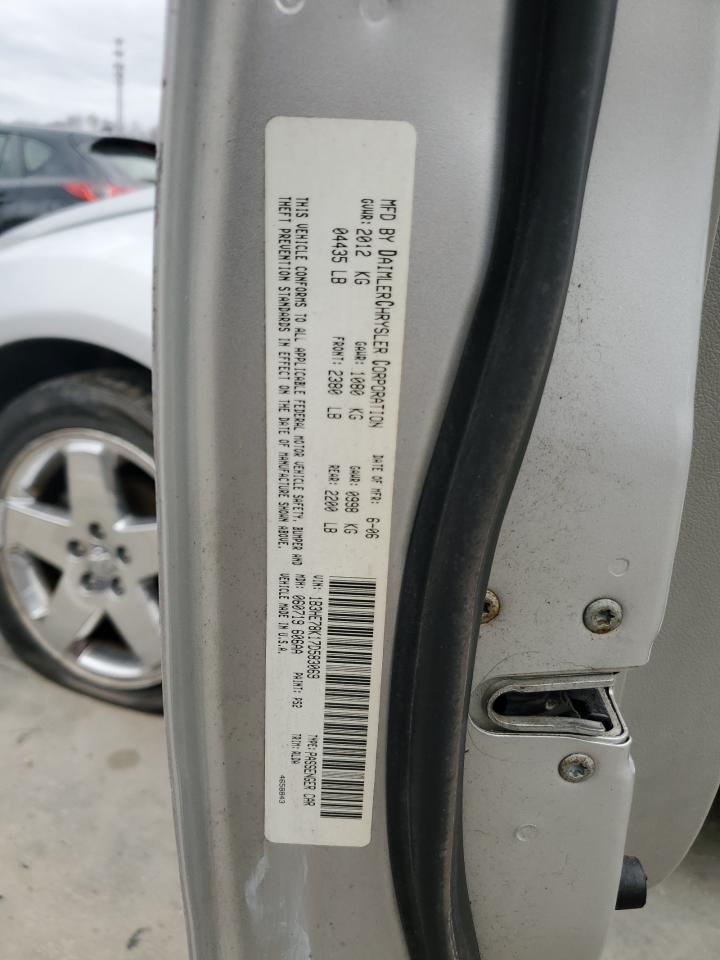 MFD BY DAIMLERCHRYSLER CORPORATION DATE OF MFR: 6-06
GVWR: 2012 KG GAWR: 1080 KG GAWR: 0998 KG
04435 LB FRONT: 2380 LB REAR: 2200 LB
THIS VEHICLE CONFORMS TO ALL APPLICABLE FEDERAL MOTOR VEHICLE SAFETY, BUMPER AND
THEFT PREVENTION STANDARDS IN EFFECT ON THE DATE OF MANUFACTURE SHOWN ABOVE.
VIN: 1B3HE78K17D583069 TYPE: PASSENGER CAR
MDH: 060719 606AA PAINT: PS2 TRIM: RLDR
VEHICLE MADE IN U.S.A. 4658843